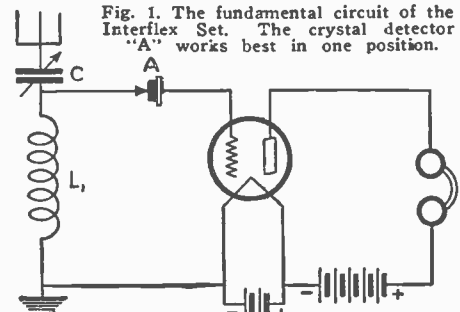 Fig. 1. The fundamental circuit of the
Interflex Set. The crystal detector
"A" works best in one position.
A
C
L,
- +
- +